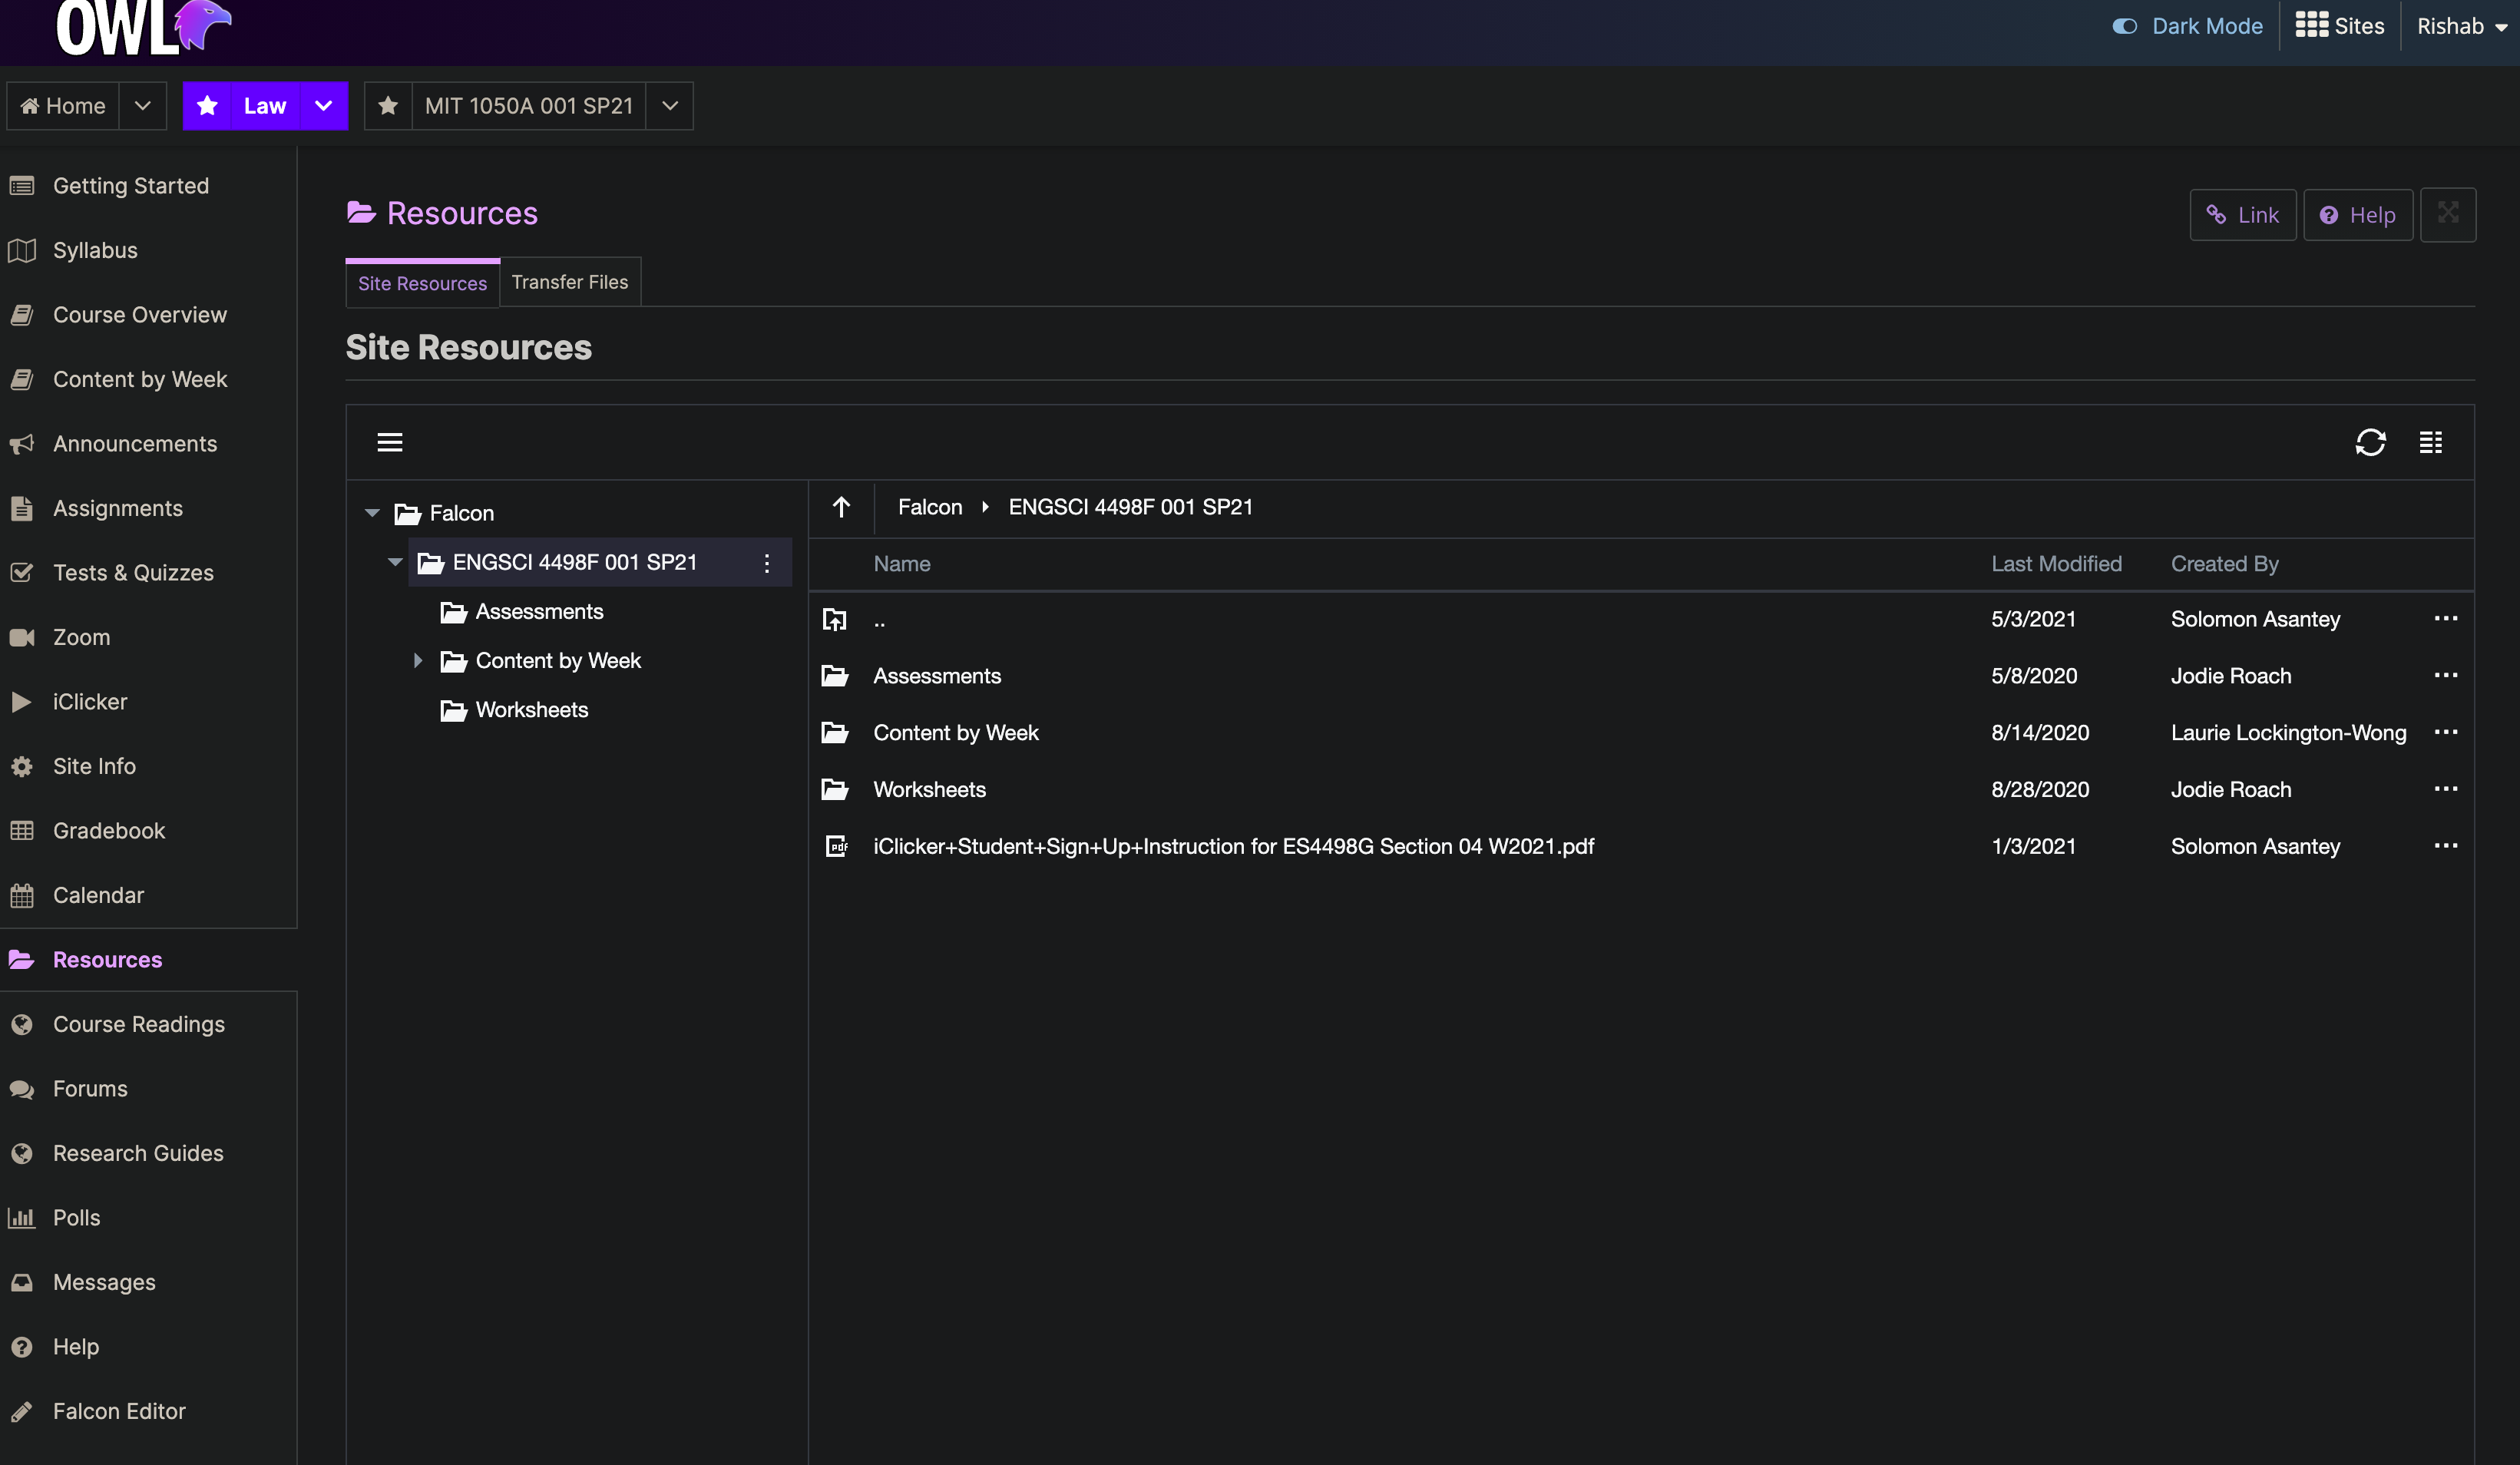 OWL
Dark Mode
Sites
Rishab
Home
Law
MIT 1050A 001 SP21
Getting Started
Syllabus
Course Overview
Content by Week
Announcements
Assignments
Tests & Quizzes
Zoom
iClicker
Site Info
Gradebook
Calendar
Resources
Course Readings
Forums
Research Guides
Polls
Messages
Help
Falcon Editor
Resources
Link
Help
Site Resources
Transfer Files
Site Resources
Falcon
ENGSCI 4498F 001 SP21
Assessments
Content by Week
Worksheets
Falcon ENGSCI 4498F 001 SP21
Name Last Modified Created By
.. 5/3/2021 Solomon Asantey
Assessments 5/8/2020 Jodie Roach
Content by Week 8/14/2020 Laurie Lockington-Wong
Worksheets 8/28/2020 Jodie Roach
PDF iClicker+Student+Sign+Up+Instruction for ES4498G Section 04 W2021.pdf 1/3/2021 Solomon Asantey